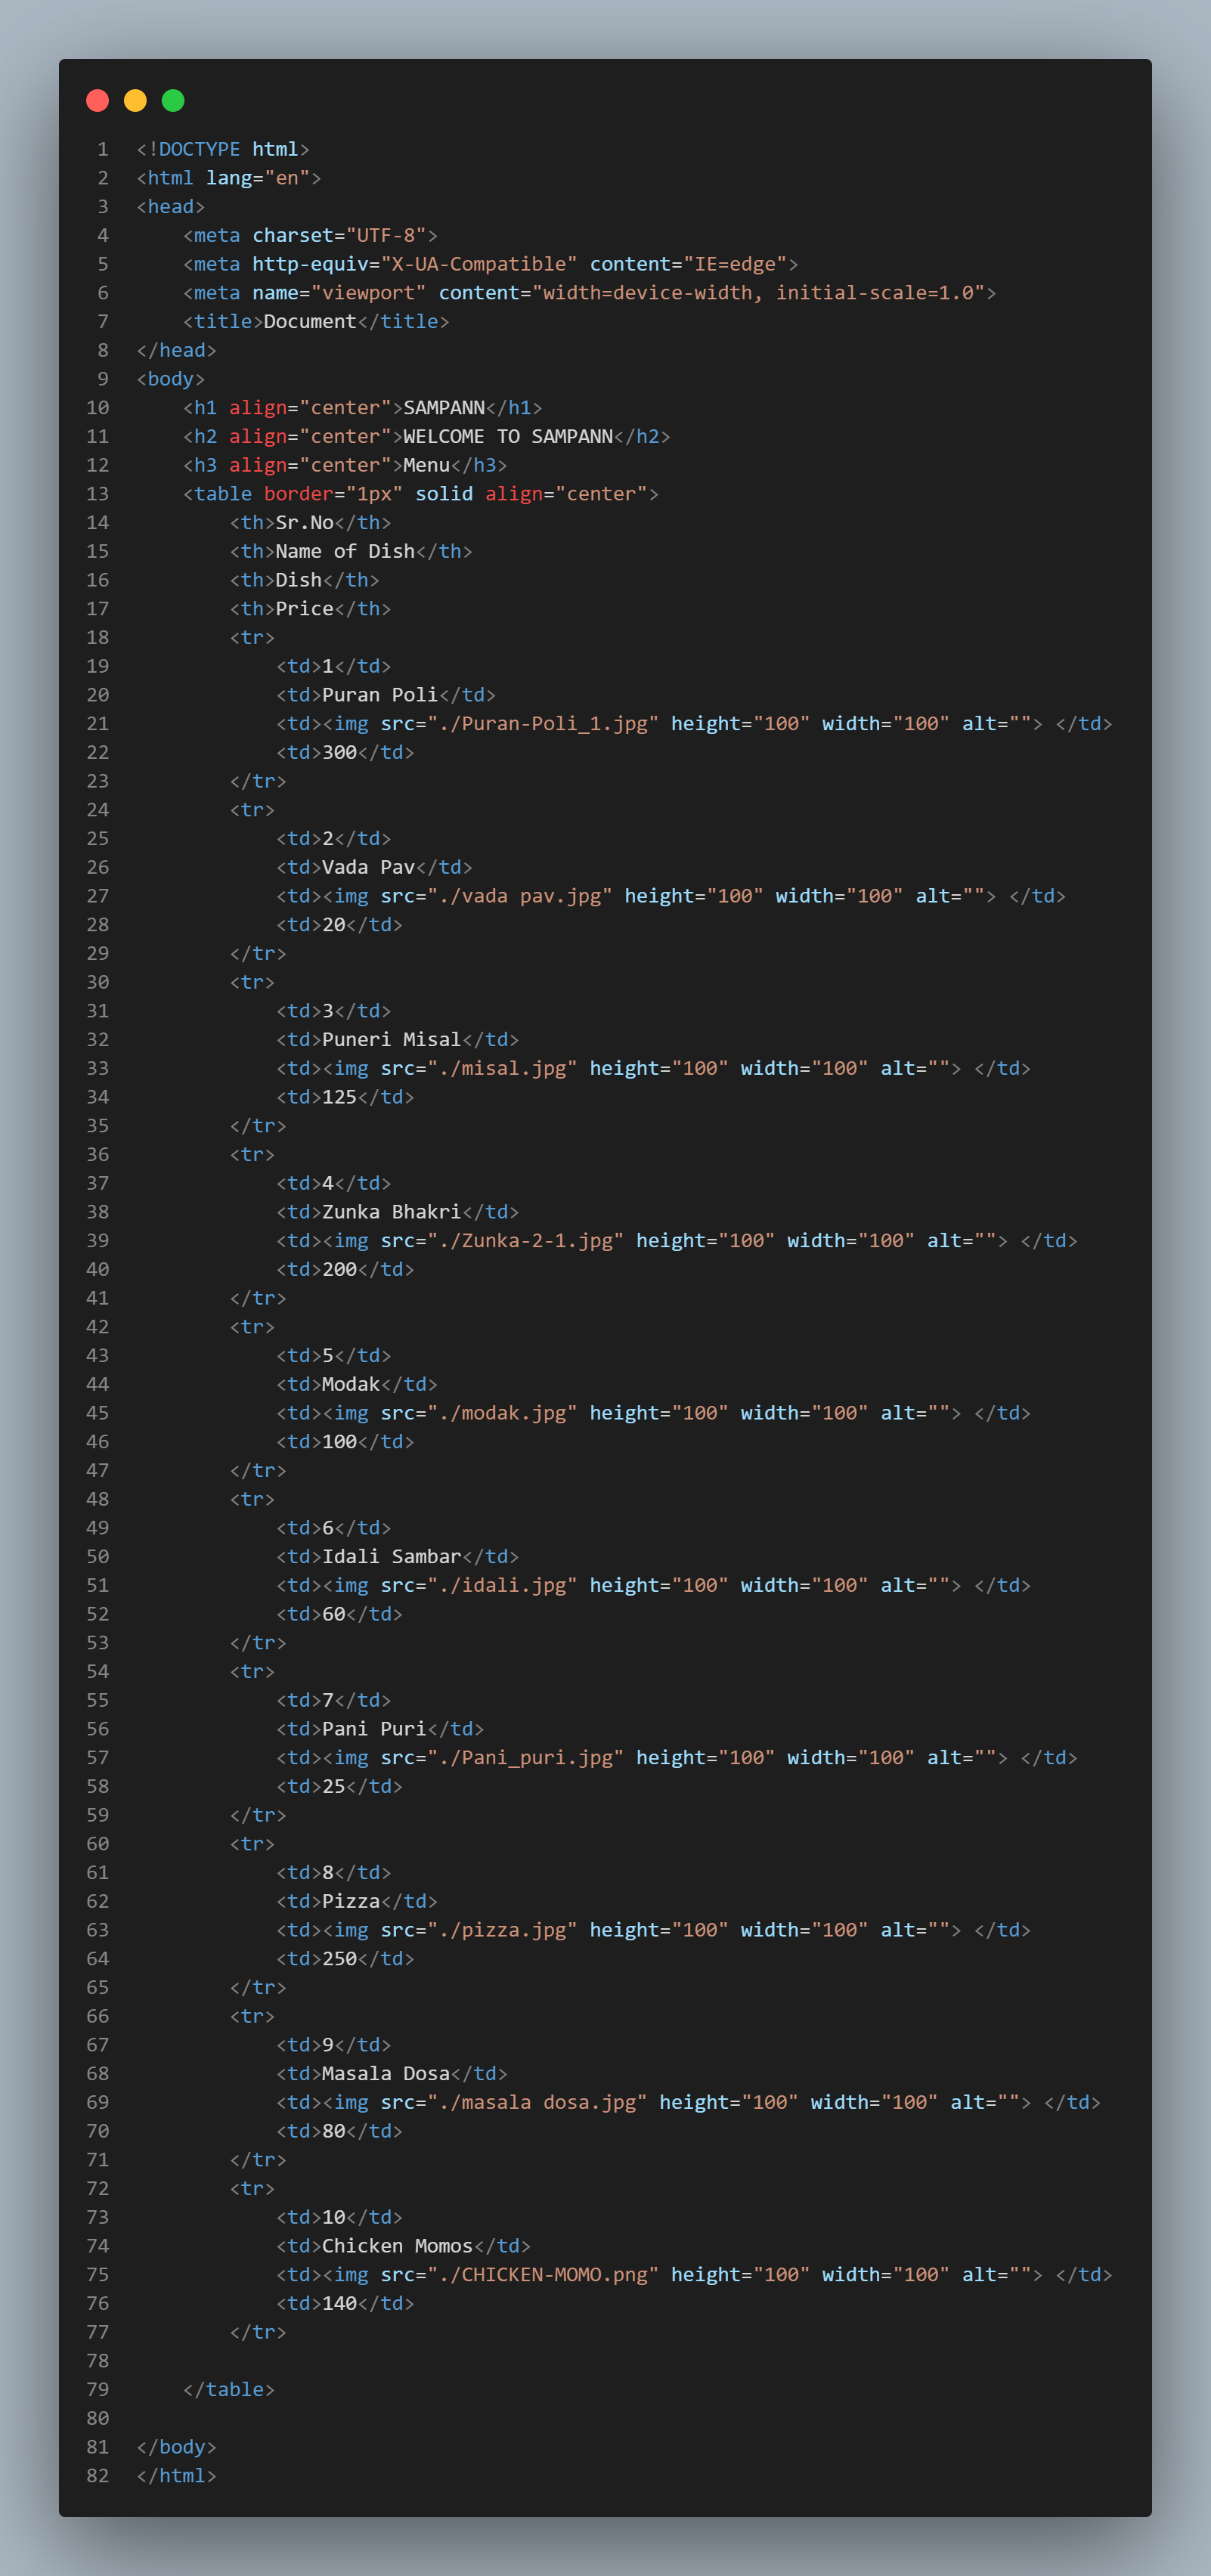 1 <!DOCTYPE html>
2 <html lang="en">
3 <head>
4     <meta charset="UTF-8">
5     <meta http-equiv="X-UA-Compatible" content="IE=edge">
6     <meta name="viewport" content="width=device-width, initial-scale=1.0">
7     <title>Document</title>
8 </head>
9 <body>
10     <h1 align="center">SAMPANN</h1>
11     <h2 align="center">WELCOME TO SAMPANN</h2>
12     <h3 align="center">Menu</h3>
13     <table border="1px" solid align="center">
14         <th>Sr.No</th>
15         <th>Name of Dish</th>
16         <th>Dish</th>
17         <th>Price</th>
18         <tr>
19             <td>1</td>
20             <td>Puran Poli</td>
21             <td><img src="./Puran-Poli_1.jpg" height="100" width="100" alt=""> </td>
22             <td>300</td>
23         </tr>
24         <tr>
25             <td>2</td>
26             <td>Vada Pav</td>
27             <td><img src="./vada pav.jpg" height="100" width="100" alt=""> </td>
28             <td>20</td>
29         </tr>
30         <tr>
31             <td>3</td>
32             <td>Puneri Misal</td>
33             <td><img src="./misal.jpg" height="100" width="100" alt=""> </td>
34             <td>125</td>
35         </tr>
36         <tr>
37             <td>4</td>
38             <td>Zunka Bhakri</td>
39             <td><img src="./Zunka-2-1.jpg" height="100" width="100" alt=""> </td>
40             <td>200</td>
41         </tr>
42         <tr>
43             <td>5</td>
44             <td>Modak</td>
45             <td><img src="./modak.jpg" height="100" width="100" alt=""> </td>
46             <td>100</td>
47         </tr>
48         <tr>
49             <td>6</td>
50             <td>Idali Sambar</td>
51             <td><img src="./idali.jpg" height="100" width="100" alt=""> </td>
52             <td>60</td>
53         </tr>
54         <tr>
55             <td>7</td>
56             <td>Pani Puri</td>
57             <td><img src="./Pani_puri.jpg" height="100" width="100" alt=""> </td>
58             <td>25</td>
59         </tr>
60         <tr>
61             <td>8</td>
62             <td>Pizza</td>
63             <td><img src="./pizza.jpg" height="100" width="100" alt=""> </td>
64             <td>250</td>
65         </tr>
66         <tr>
67             <td>9</td>
68             <td>Masala Dosa</td>
69             <td><img src="./masala dosa.jpg" height="100" width="100" alt=""> </td>
70             <td>80</td>
71         </tr>
72         <tr>
73             <td>10</td>
74             <td>Chicken Momos</td>
75             <td><img src="./CHICKEN-MOMO.png" height="100" width="100" alt=""> </td>
76             <td>140</td>
77         </tr>
78
79     </table>
80
81 </body>
82 </html>